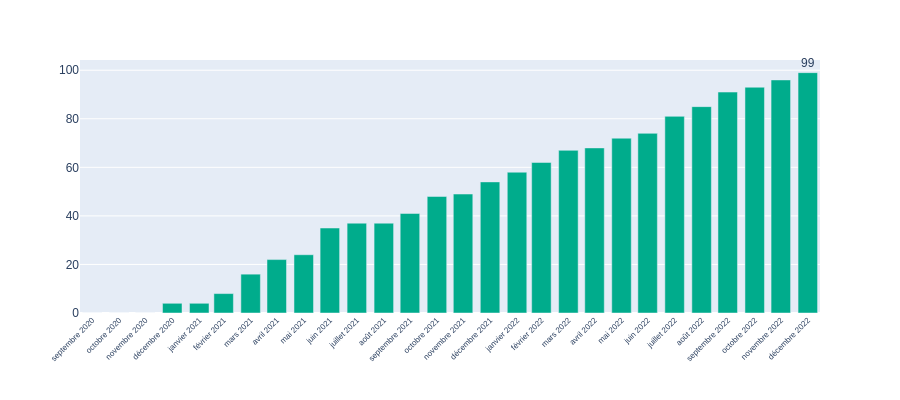 99
100
80
60
40
20
0
septembre 2020
octobre 2020
novembre 2020
décembre 2020
janvier 2021
février 2021
mars 2021
avril 2021
mai 2021
juin 2021
juillet 2021
août 2021
septembre 2021
octobre 2021
novembre 2021
décembre 2021
janvier 2022
février 2022
mars 2022
avril 2022
mai 2022
juin 2022
juillet 2022
août 2022
septembre 2022
octobre 2022
novembre 2022
décembre 2022